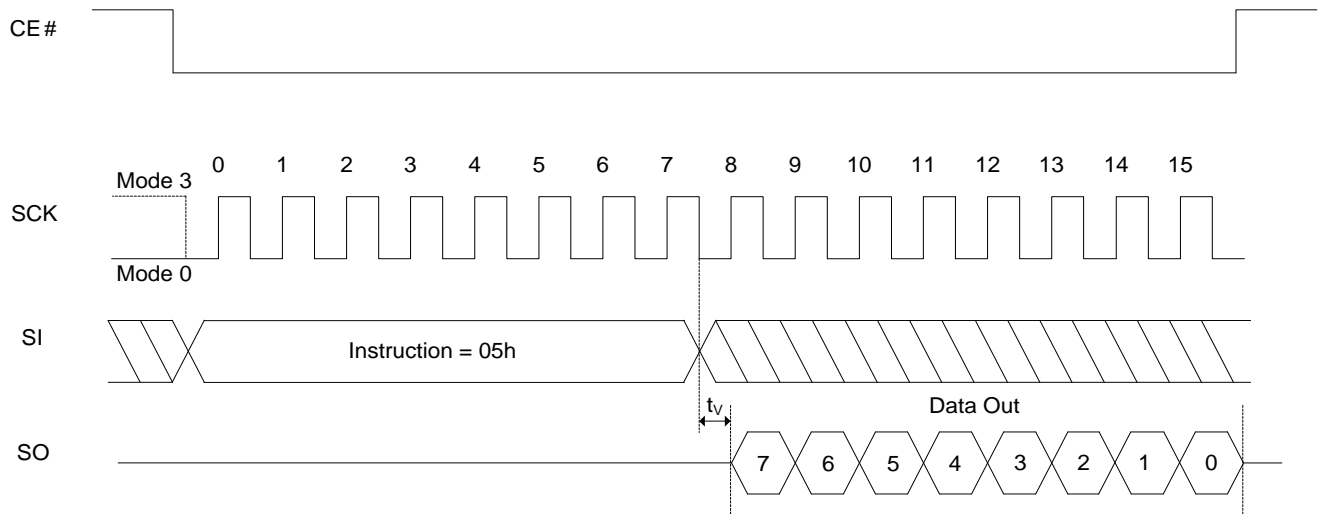 CE #
0 1 2 3 4 5 6 7 8 9 10 11 12 13 14 15
Mode 3
SCK
Mode 0
SI
Instruction = 05h
tV
Data Out
SO
7 6 5 4 3 2 1 0